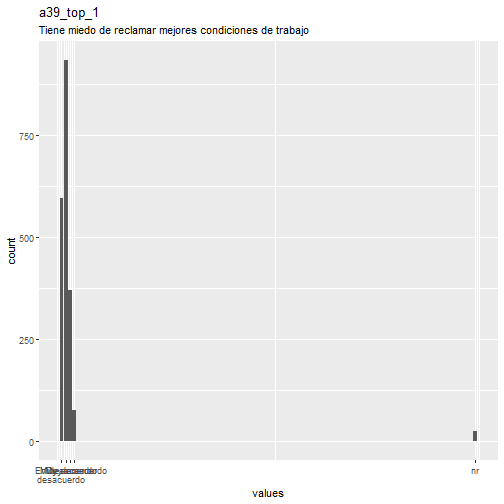 a39_top_1
Tiene miedo de reclamar mejores condiciones de trabajo
count
750
500
250
0
nr
desacuerdo
values